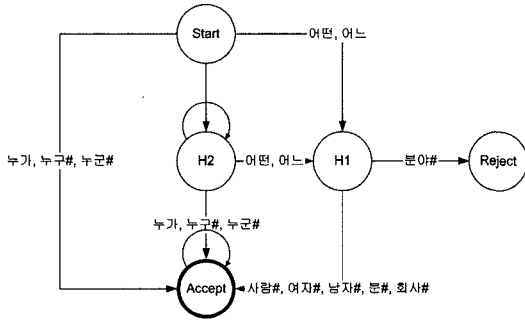 Start
어떤, 어느
누가, 누구#, 누군#
H2
어떤, 어느
H1
분야#
Reject
누가, 누구#, 누군#
Accept
사람#, 여자#, 남자#, 분#, 회사#